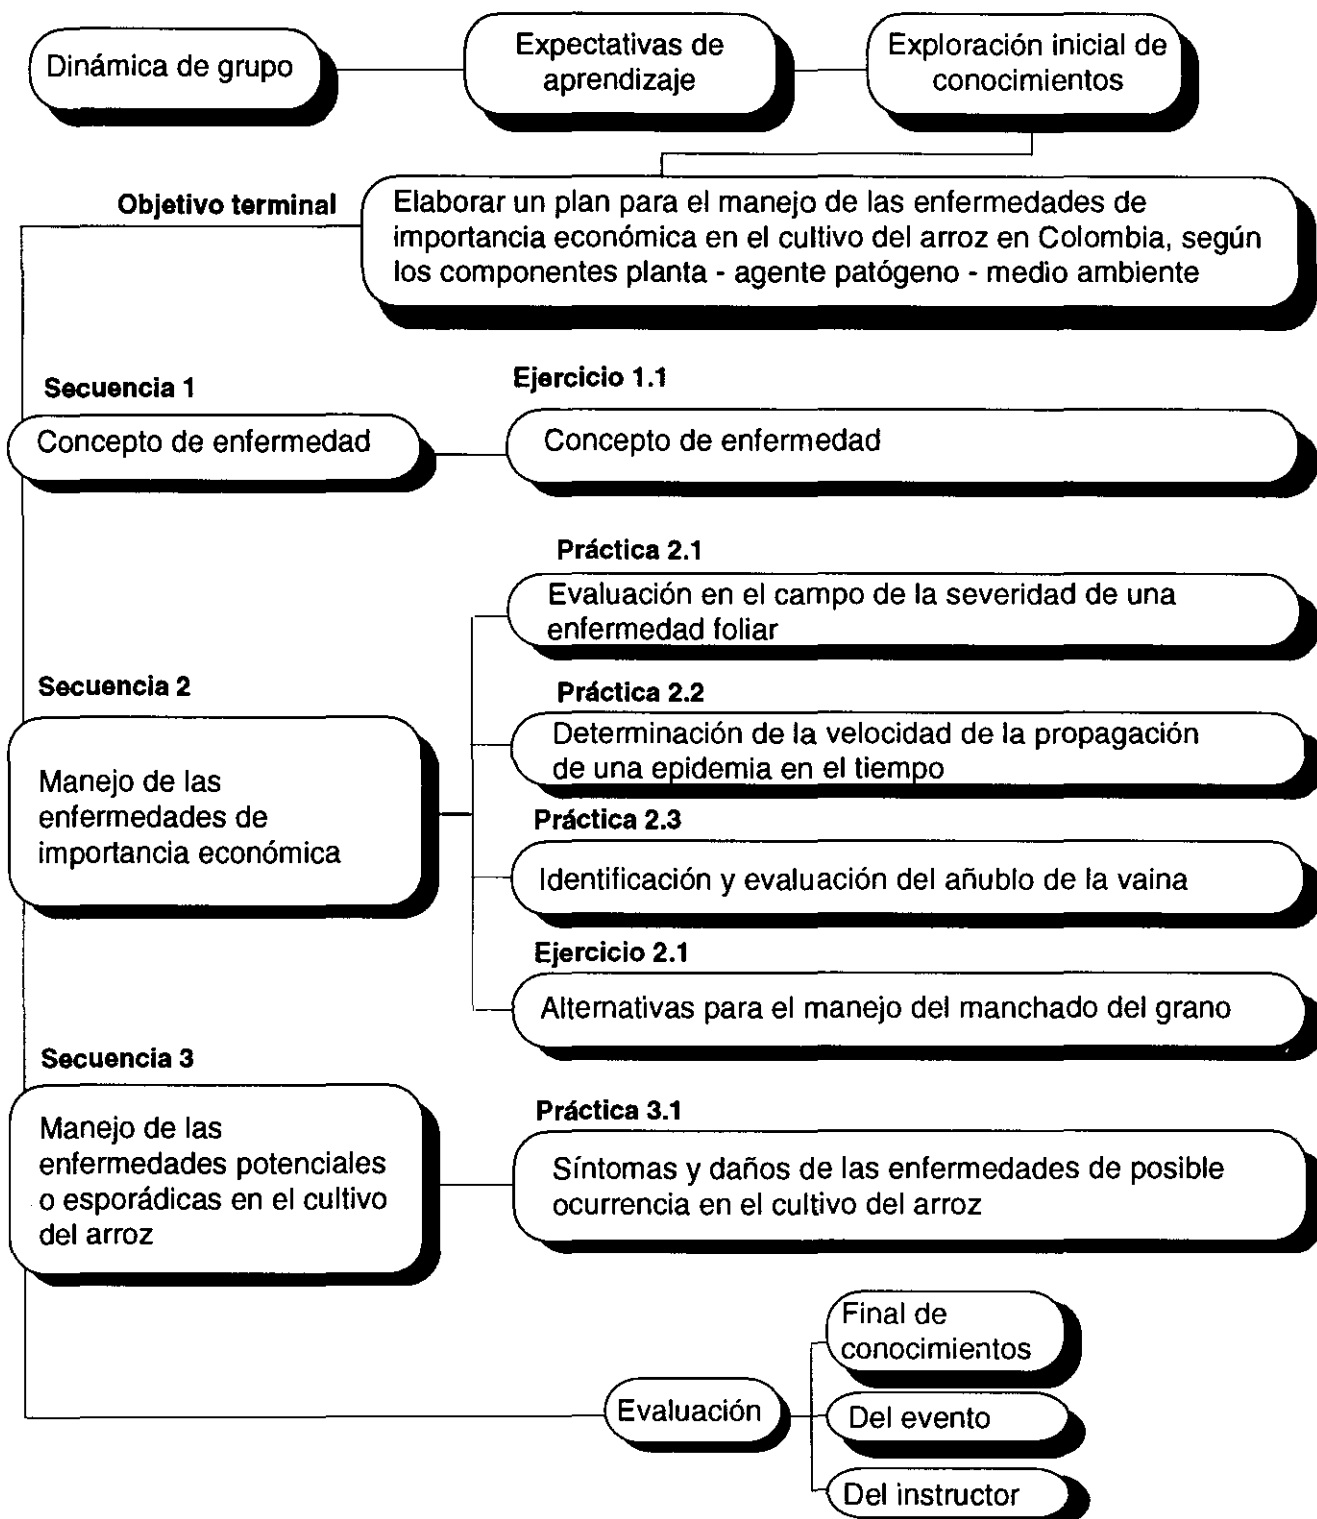 Dinámica de grupo
Expectativas de
aprendizaje
Exploración inicial de
conocimientos
Objetivo terminal
Elaborar un plan para el manejo de las enfermedades de
importancia económica en el cultivo del arroz en Colombia, según
los componentes planta - agente patógeno - medio ambiente
Secuencia 1
Concepto de enfermedad
Ejercicio 1.1
Concepto de enfermedad
Secuencia 2
Manejo de las
enfermedades de
importancia económica
Práctica 2.1
Evaluación en el campo de la severidad de una
enfermedad foliar
Práctica 2.2
Determinación de la velocidad de la propagación
de una epidemia en el tiempo
Práctica 2.3
Identificación y evaluación del añublo de la vaina
Ejercicio 2.1
Alternativas para el manejo del manchado del grano
Secuencia 3
Manejo de las
enfermedades potenciales
o esporádicas en el cultivo
del arroz
Práctica 3.1
Síntomas y daños de las enfermedades de posible
ocurrencia en el cultivo del arroz
Evaluación
Final de
conocimientos
Del evento
Del instructor